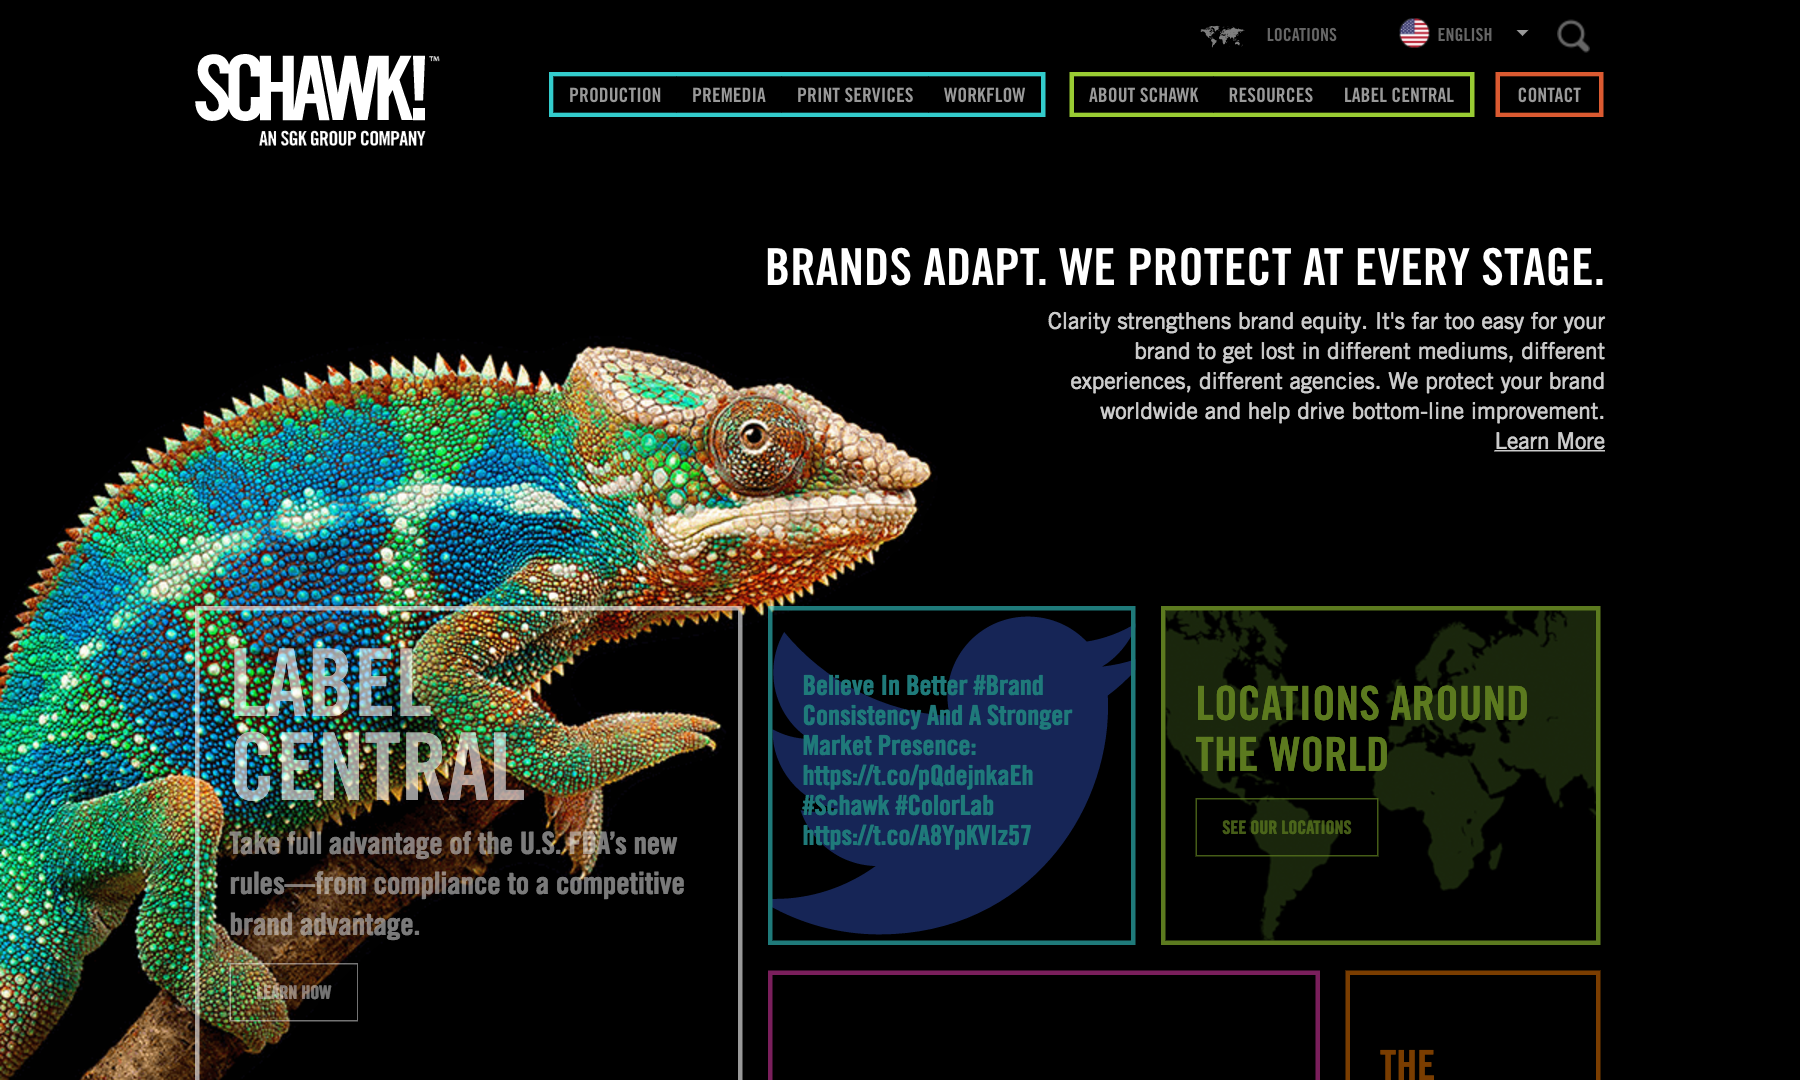 LOCATIONS
ENGLISH
SCHAWK!™
AN SGK GROUP COMPANY
PRODUCTION PREMEDIA PRINT SERVICES WORKFLOW
ABOUT SCHAWK RESOURCES LABEL CENTRAL
CONTACT
BRANDS ADAPT. WE PROTECT AT EVERY STAGE.
Clarity strengthens brand equity. It's far too easy for your
brand to get lost in different mediums, different
experiences, different agencies. We protect your brand
worldwide and help drive bottom-line improvement.
Learn More
LABEL
CENTRAL
Take full advantage of the U.S. FDA’s new
rules—from compliance to a competitive
brand advantage.
LEARN HOW
Believe In Better #Brand
Consistency And A Stronger
Market Presence:
https://t.co/pQdejnkaEh
#Schawk #ColorLab
https://t.co/A8YpKVIz57
LOCATIONS AROUND
THE WORLD
SEE OUR LOCATIONS
THE